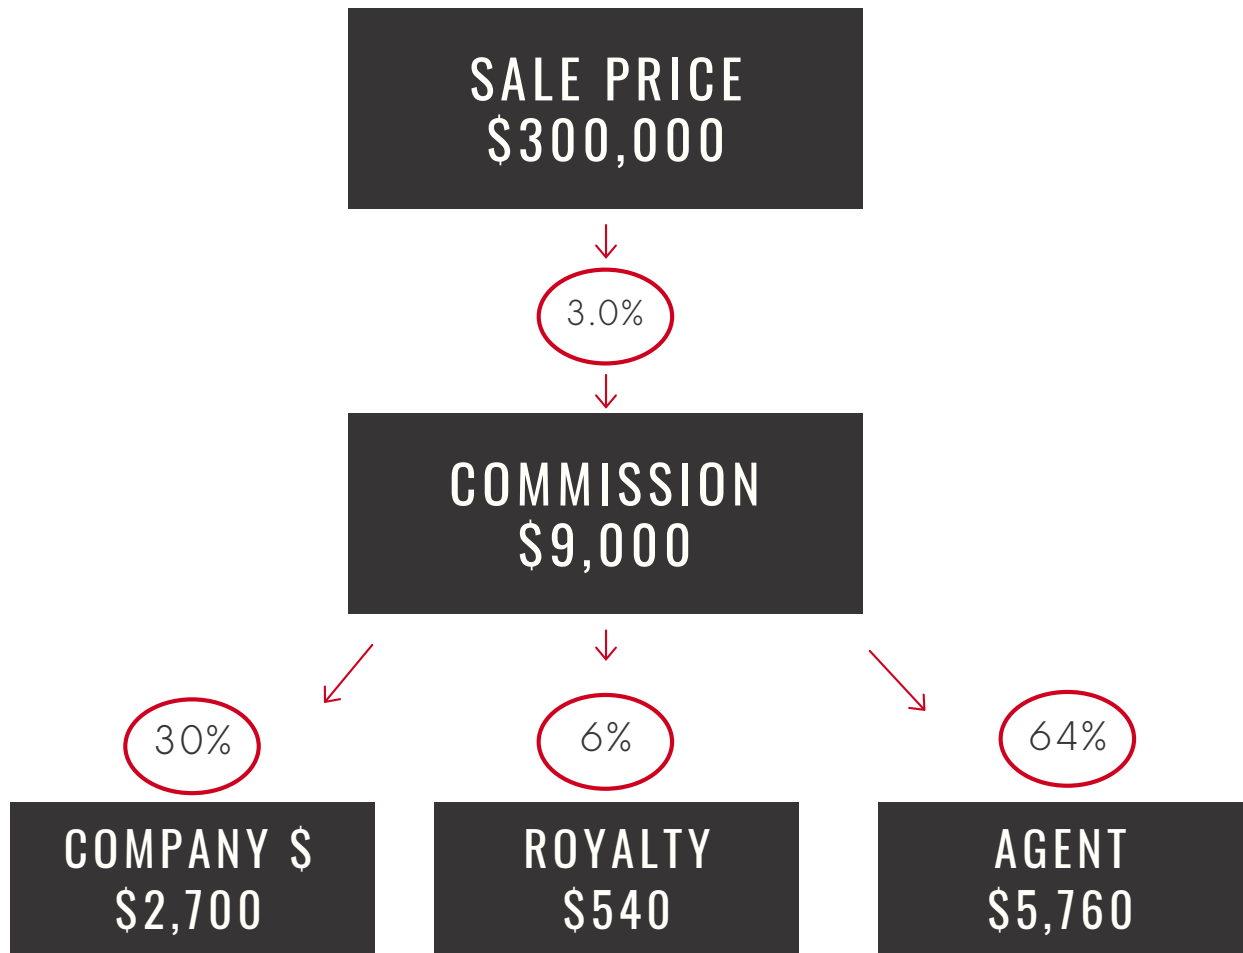 SALE PRICE
$300,000
3.0%
COMMISSION
$9,000
30%
6%
64%
COMPANY $
$2,700
ROYALTY
$540
AGENT
$5,760